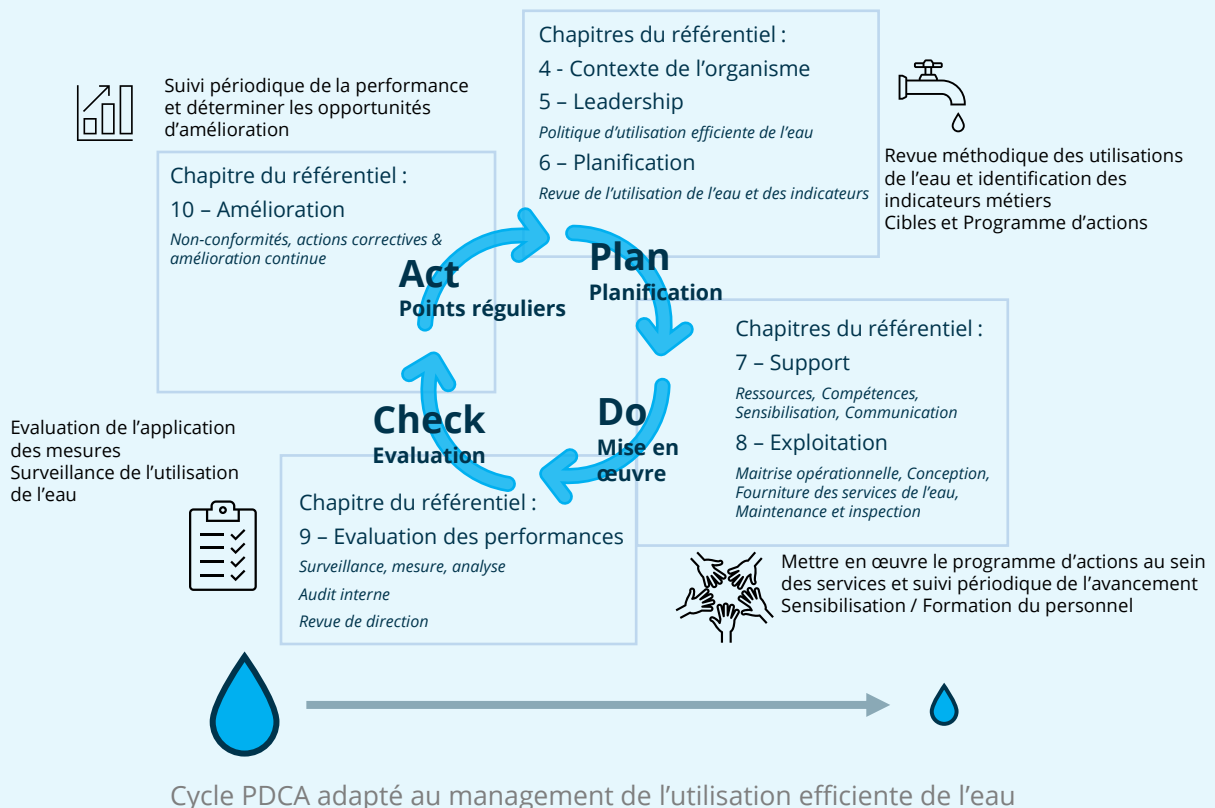 Chapitres du référentiel :
4 - Contexte de l'organisme
5 – Leadership
Politique d'utilisation efficiente de l'eau
6 – Planification
Revue de l'utilisation de l'eau et des indicateurs
Suivi périodique de la performance
et déterminer les opportunités
d'amélioration
Revue méthodique des utilisations
de l'eau et identification des
indicateurs métiers
Cibles et Programme d'actions
Chapitre du référentiel :
10 – Amélioration
Non-conformités, actions correctives &
amélioration continue
Act
Points réguliers
Plan
Planification
Chapitres du référentiel :
7 – Support
Ressources, Compétences,
Sensibilisation, Communication
8 – Exploitation
Maitrise opérationnelle, Conception,
Fourniture des services de l'eau,
Maintenance et inspection
Check
Evaluation
Do
Mise en
œuvre
Evaluation de l'application
des mesures
Surveillance de l'utilisation
de l'eau
Chapitre du référentiel :
9 – Evaluation des performances
Surveillance, mesure, analyse
Audit interne
Revue de direction
Mettre en œuvre le programme d'actions au sein
des services et suivi périodique de l'avancement
Sensibilisation / Formation du personnel
Cycle PDCA adapté au management de l'utilisation efficiente de l'eau